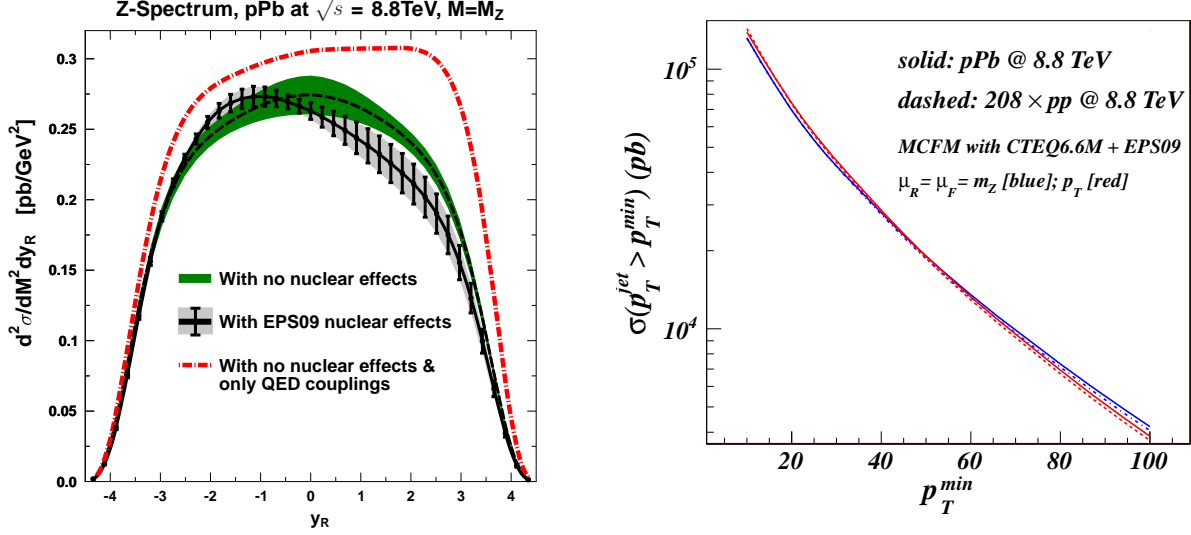 Z-Spectrum, pPb at √s = 8.8TeV, M=M_Z
d²σ/dM²dy_R [pb/GeV²]
0.3
0.25
0.2
0.15
0.1
0.05
0.0
With no nuclear effects
With EPS09 nuclear effects
With no nuclear effects &
only QED couplings
-4 -3 -2 -1 0 1 2 3 4
y_R
σ(p_T^jet > p_T^min) (pb)
10⁵
10⁴
solid: pPb @ 8.8 TeV
dashed: 208 × pp @ 8.8 TeV
MCFM with CTEQ6.6M + EPS09
μ_R = μ_F = m_Z [blue]; p_T [red]
20 40 60 80 100
p_T^min